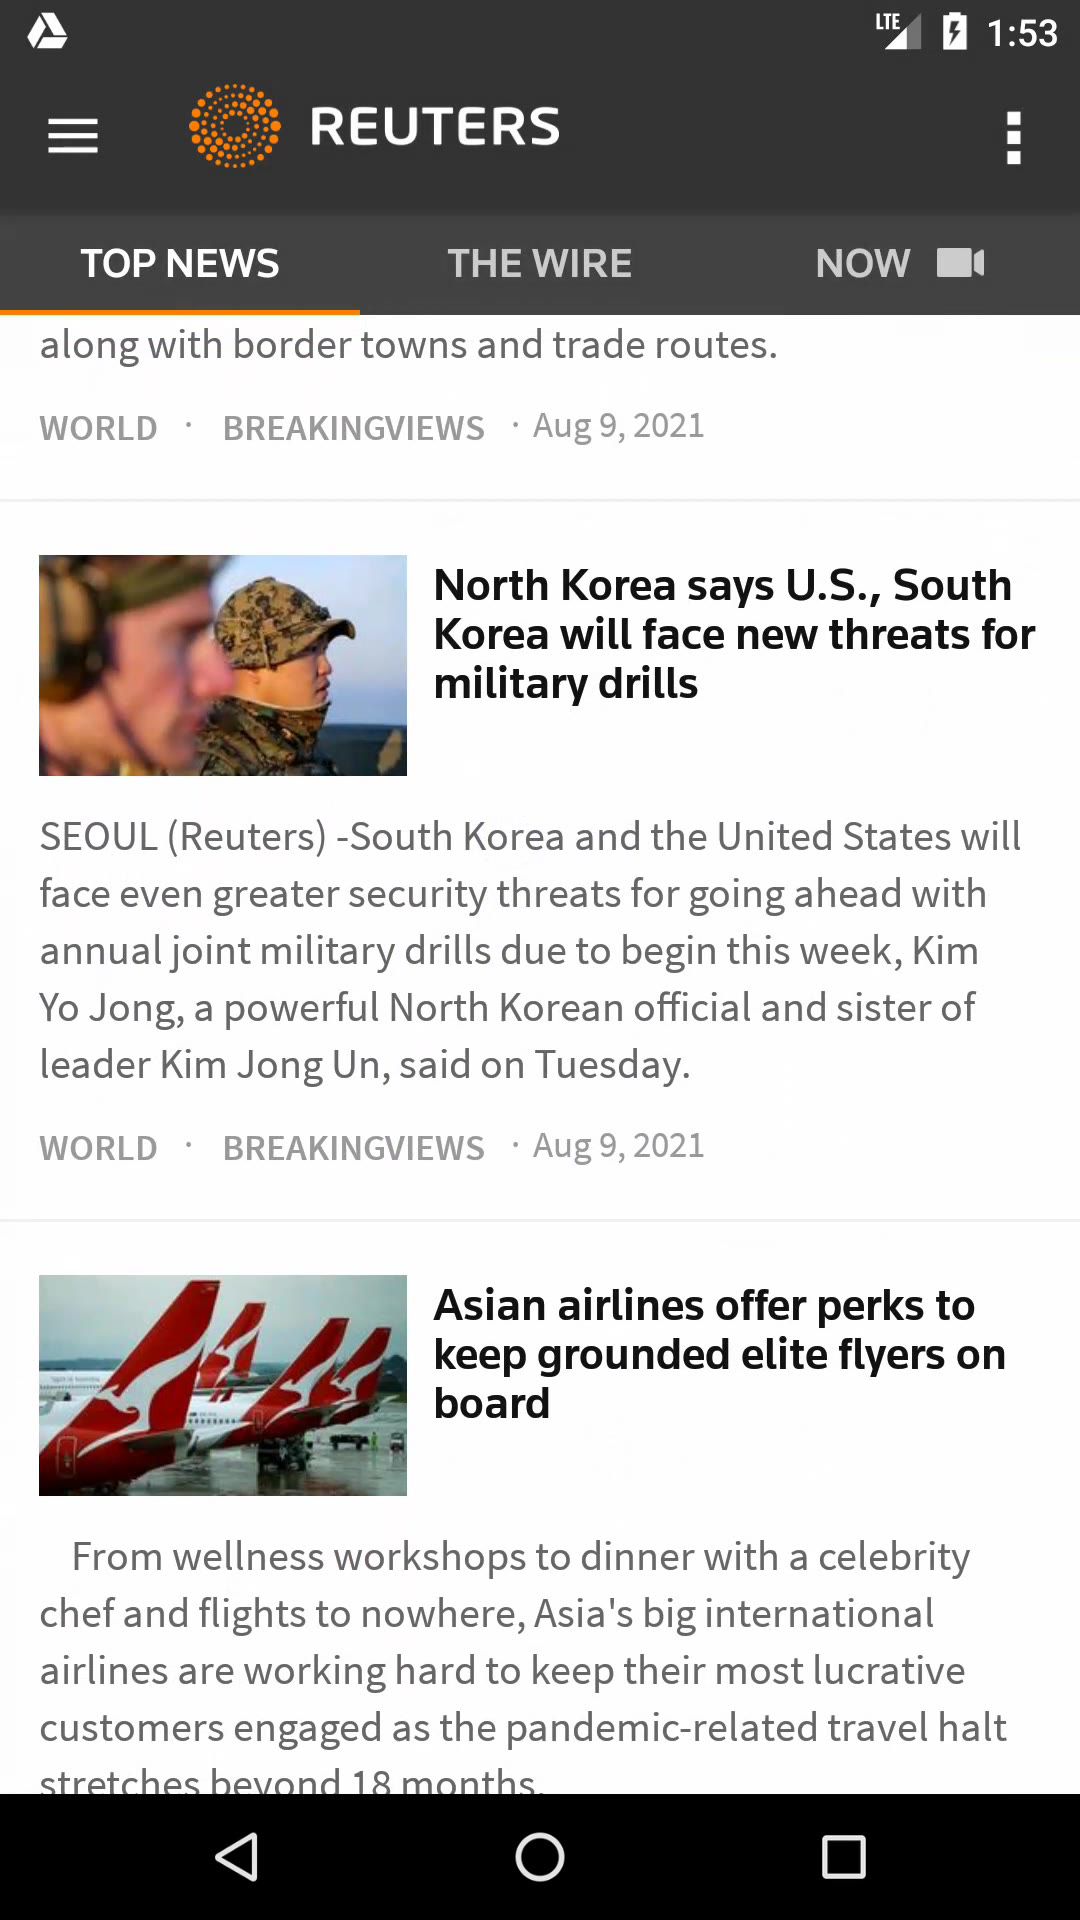 LTE 1:53
REUTERS
TOP NEWS THE WIRE NOW
along with border towns and trade routes.
WORLD · BREAKINGVIEWS · Aug 9, 2021
North Korea says U.S., South
Korea will face new threats for
military drills
SEOUL (Reuters) -South Korea and the United States will
face even greater security threats for going ahead with
annual joint military drills due to begin this week, Kim
Yo Jong, a powerful North Korean official and sister of
leader Kim Jong Un, said on Tuesday.
WORLD · BREAKINGVIEWS · Aug 9, 2021
Asian airlines offer perks to
keep grounded elite flyers on
board
From wellness workshops to dinner with a celebrity
chef and flights to nowhere, Asia's big international
airlines are working hard to keep their most lucrative
customers engaged as the pandemic-related travel halt
stretches beyond 18 months.